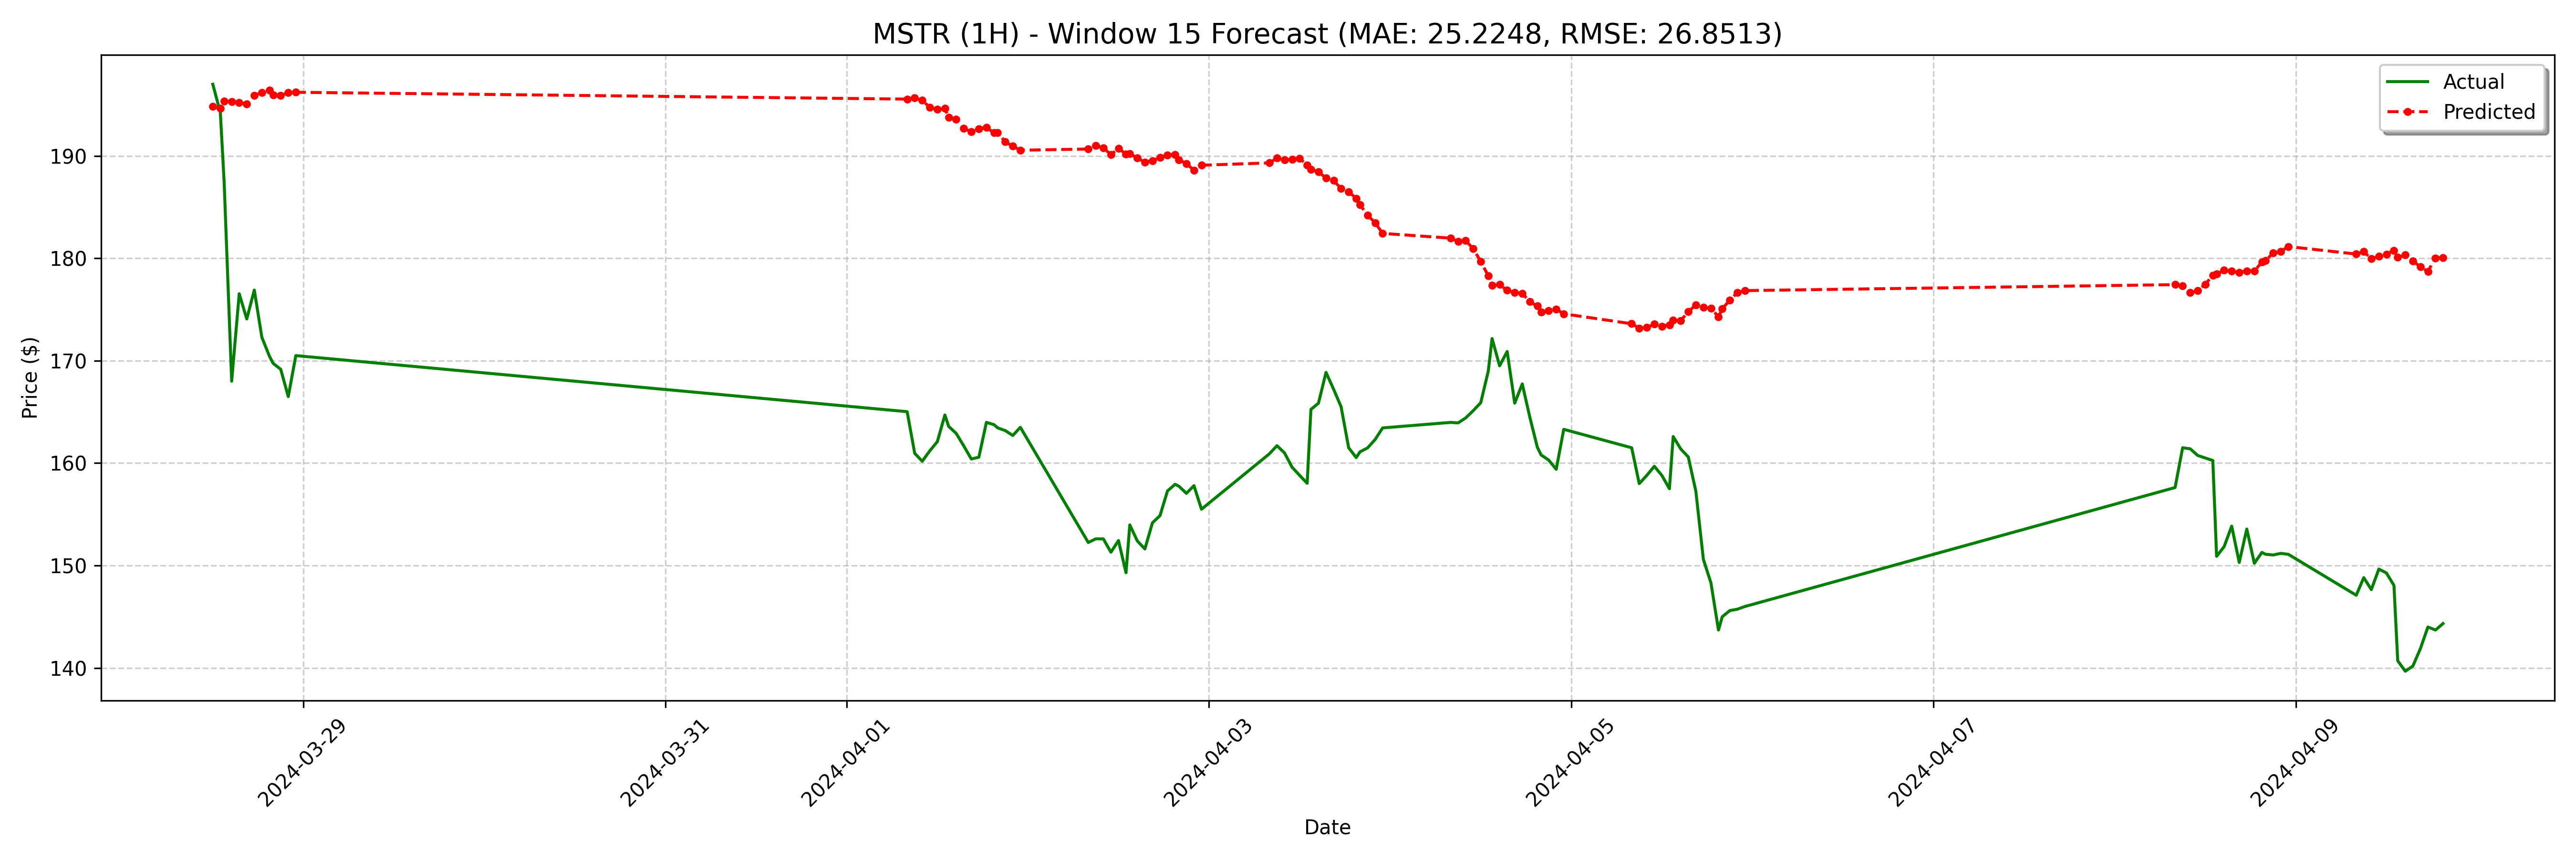 MSTR (1H) - Window 15 Forecast (MAE: 25.2248, RMSE: 26.8513)
Actual
Predicted
Price ($)
190
180
170
160
150
140
2024-03-29
2024-03-31
2024-04-01
2024-04-03
2024-04-05
2024-04-07
2024-04-09
Date